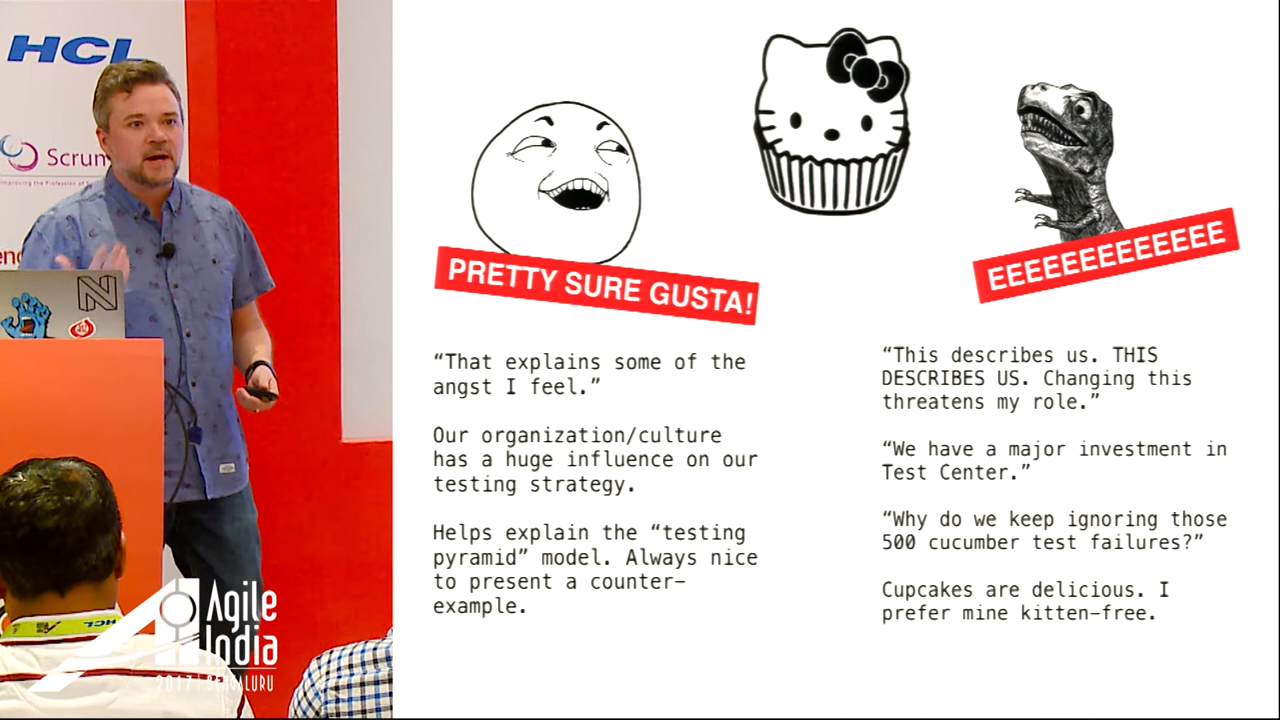 HCL
Scrum
PRETTY SURE GUSTA!
EEEEEEEEEEEEE
“That explains some of the
angst I feel.”
Our organization/culture
has a huge influence on our
testing strategy.
Helps explain the “testing
pyramid” model. Always nice
to present a counter–
example.
“This describes us. THIS
DESCRIBES US. Changing this
threatens my role.”
“We have a major investment in
Test Center.”
“Why do we keep ignoring those
500 cucumber test failures?”
Cupcakes are delicious. I
prefer mine kitten–free.
N
HCL
Agile
India
2017 | BENGALURU